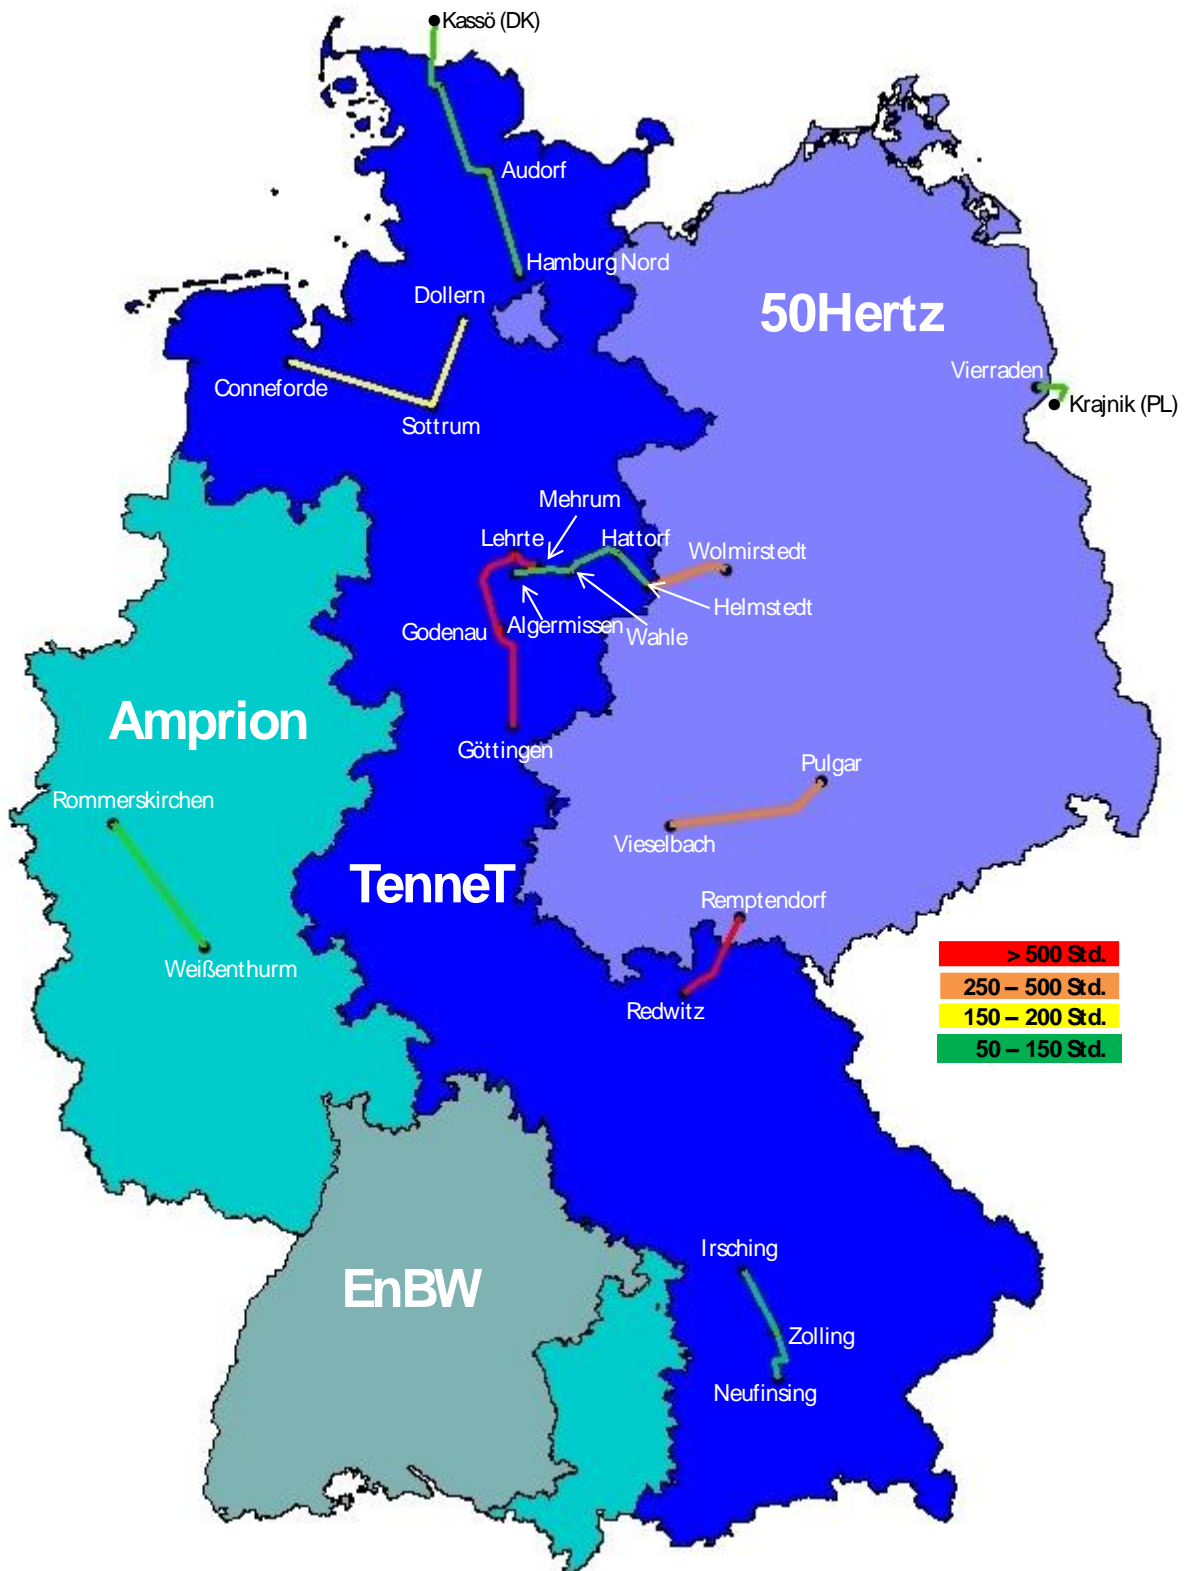 Kassö (DK)
Audorf
Hamburg Nord
Dollern
50Hertz
Vierraden
Conneforde
Krajnik (PL)
Sottrum
Mehrum
Lehrte
Hattorf
Wolmirstedt
Helmstedt
Algermissen
Godenau
Wahle
Amprion
Göttingen
Pulgar
Rommerskirchen
Vieselbach
TenneT
Remptendorf
> 500 Std.
Weißenthurm
250 – 500 Std.
Redwitz
150 – 200 Std.
50 – 150 Std.
Irsching
EnBW
Zolling
Neufinsing